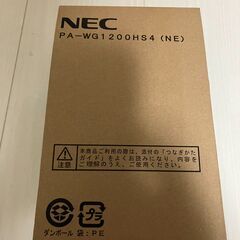 NEC
PA-WG1200HS4(NE)
注意
本商品ご利用の際は、添付の「つなぎかた
ガイド」をよくお読みになり、内容を
ご理解のうえ、ご使用ください。
プラ
ダンボール 袋:PE